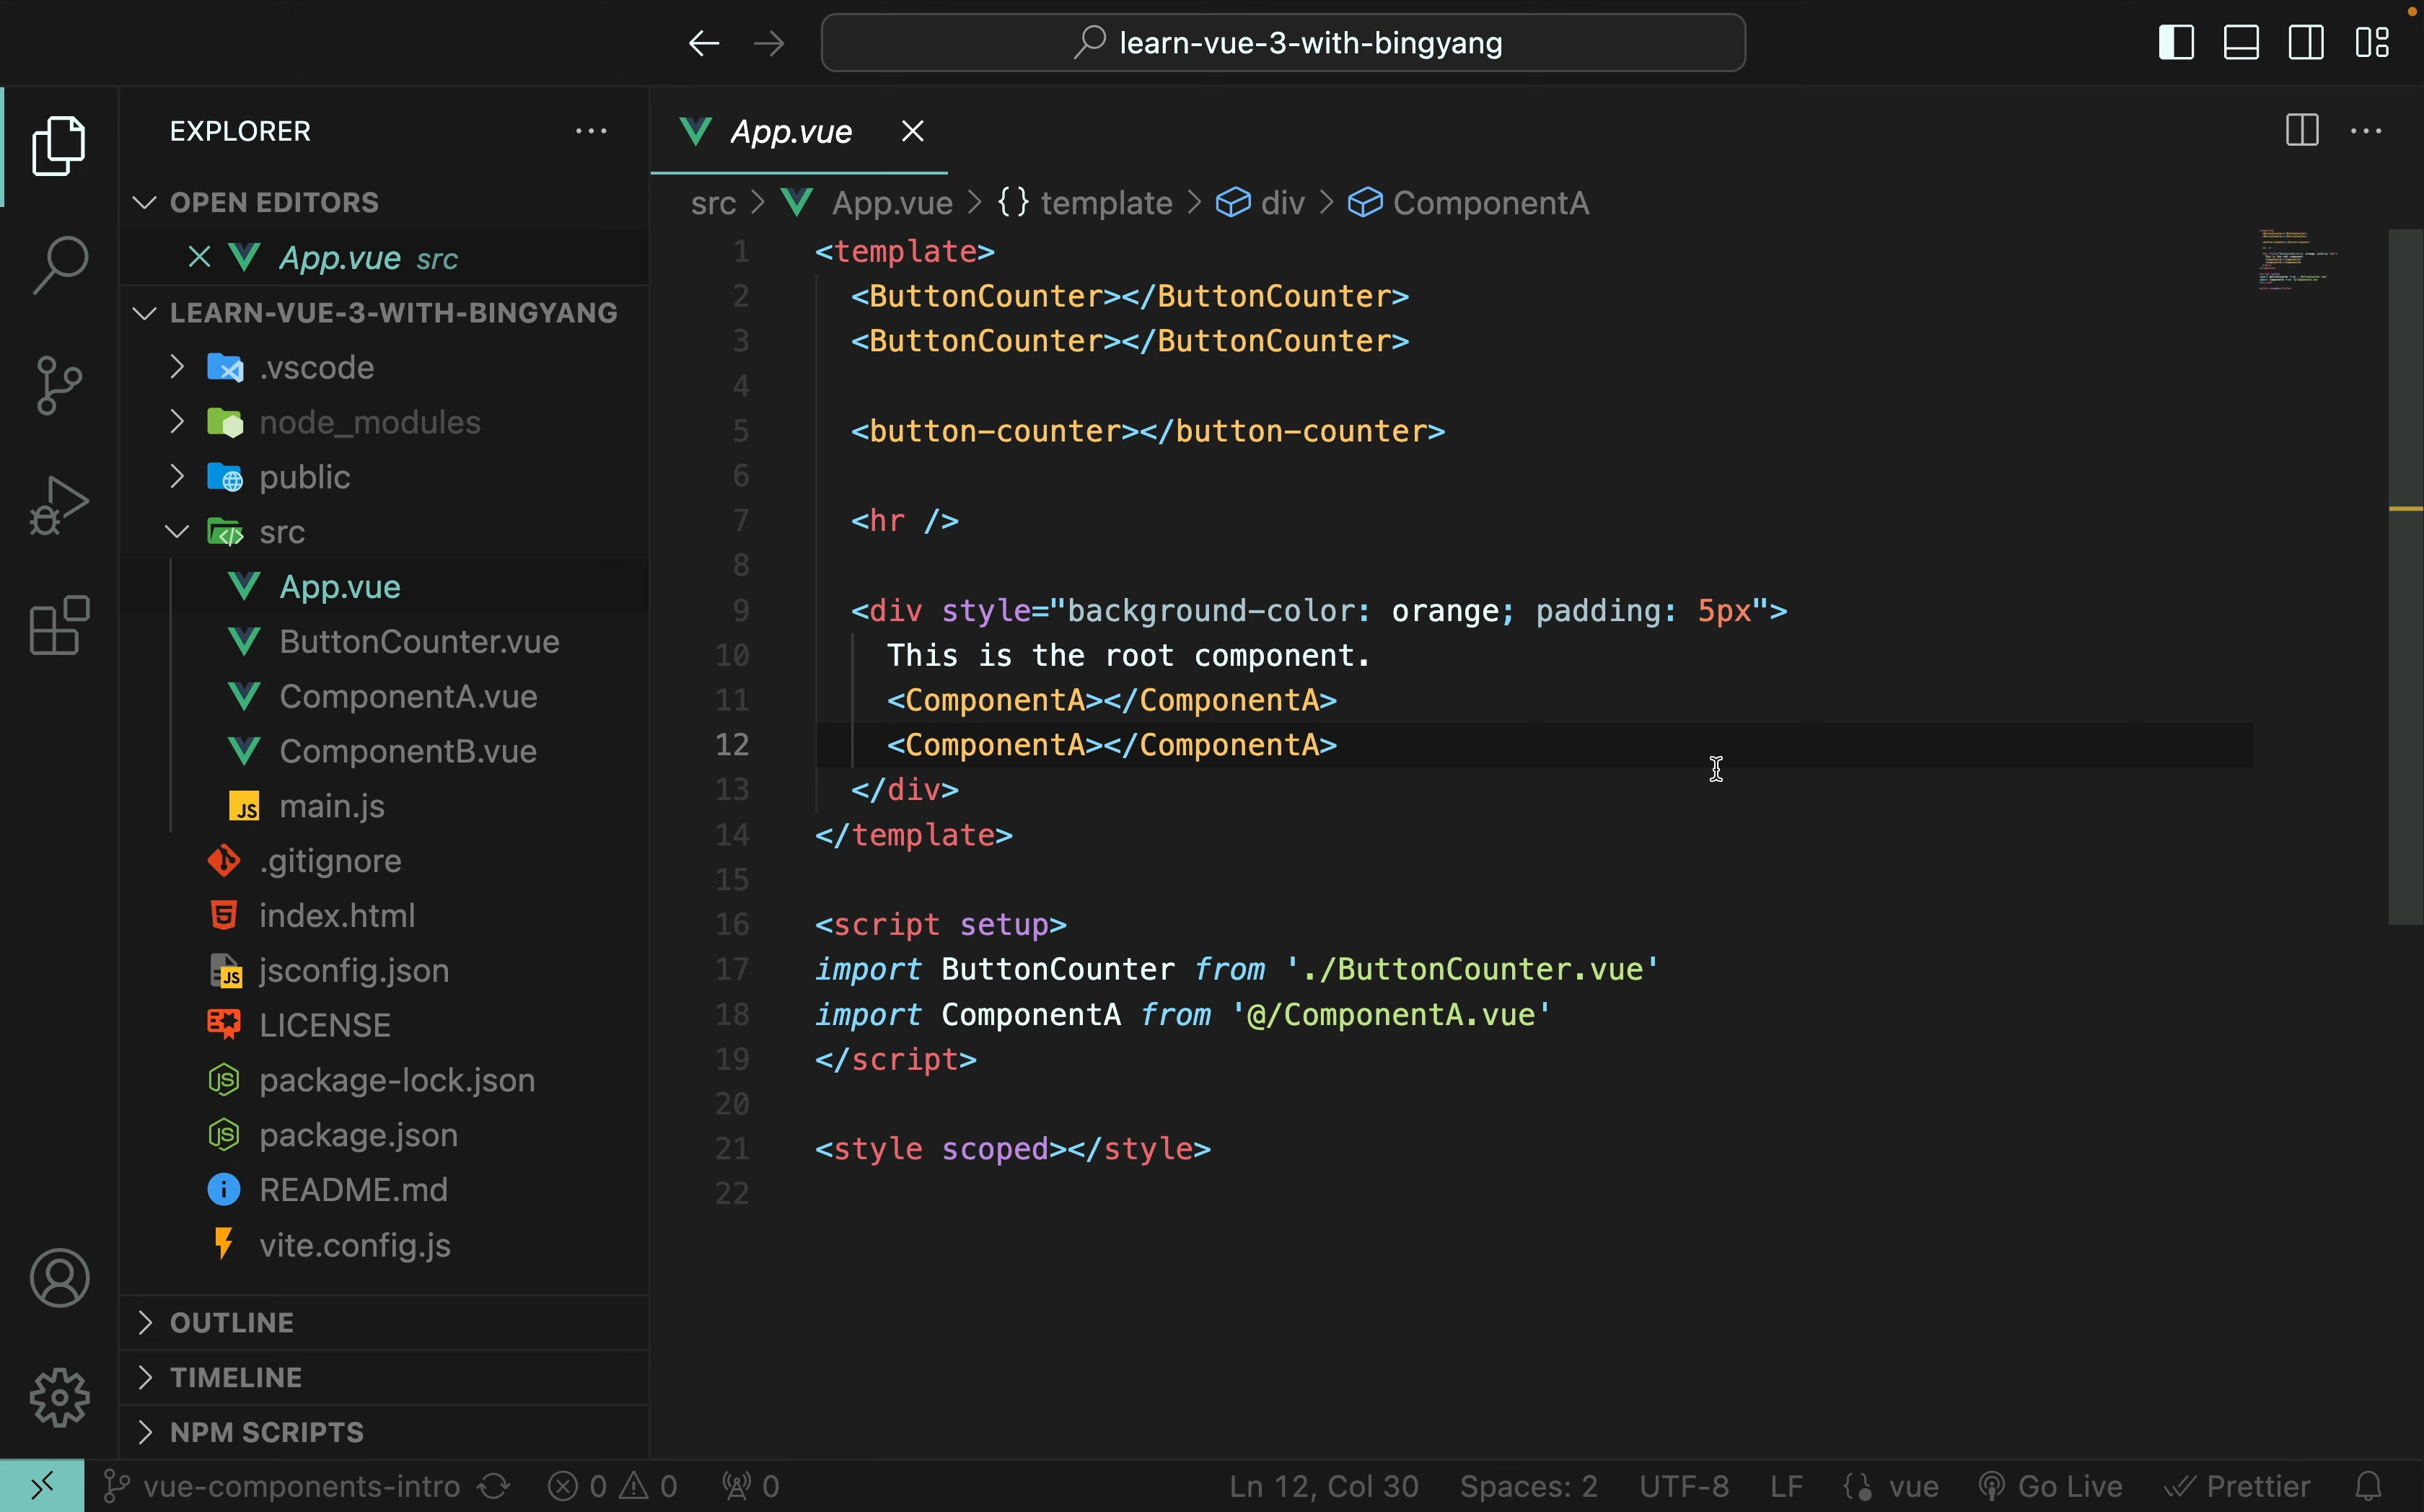 learn-vue-3-with-bingyang
EXPLORER
OPEN EDITORS
App.vue src
LEARN-VUE-3-WITH-BINGYANG
.vscode
node_modules
public
src
App.vue
ButtonCounter.vue
ComponentA.vue
ComponentB.vue
main.js
.gitignore
index.html
jsconfig.json
LICENSE
package-lock.json
package.json
README.md
vite.config.js
OUTLINE
TIMELINE
NPM SCRIPTS
App.vue
src > App.vue > {} template > div > ComponentA
1 <template>
2 <ButtonCounter></ButtonCounter>
3 <ButtonCounter></ButtonCounter>
4
5 <button-counter></button-counter>
6
7 <hr />
8
9 <div style="background-color: orange; padding: 5px">
10 This is the root component.
11 <ComponentA></ComponentA>
12 <ComponentA></ComponentA>
13 </div>
14 </template>
15
16 <script setup>
17 import ButtonCounter from './ButtonCounter.vue'
18 import ComponentA from '@/ComponentA.vue'
19 </script>
20
21 <style scoped></style>
22
vue-components-intro 0 0 0 Ln 12, Col 30 Spaces: 2 UTF-8 LF vue Go Live Prettier